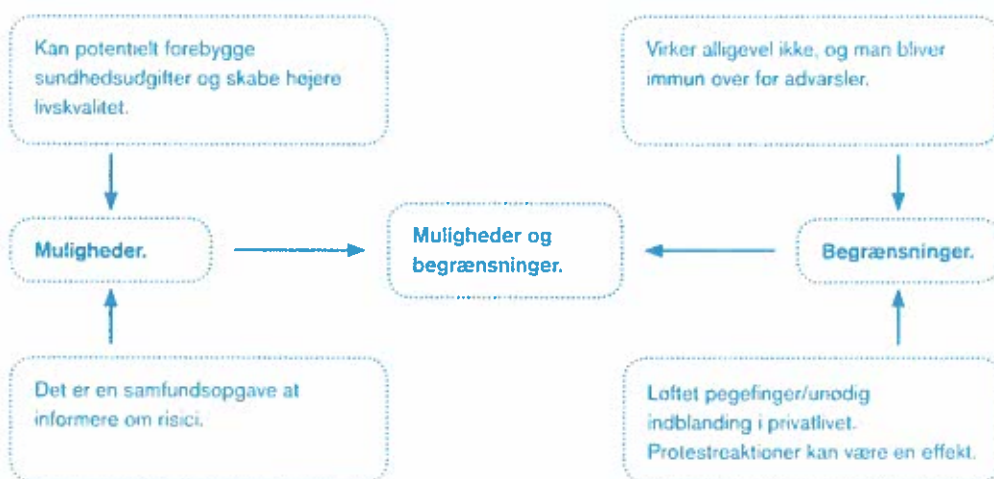 Kan potentielt forebygge
sundhedsudgifter og skabe højere
livskvalitet.
Virker alligevel ikke, og man bliver
immun over for advarsler.
Muligheder.
Muligheder og
begrænsninger.
Begrænsninger.
Det er en samfundsopgave at
informere om risici.
Løftet pegefinger/unødig
indblanding i privatlivet.
Protestreaktioner kan være en effekt.